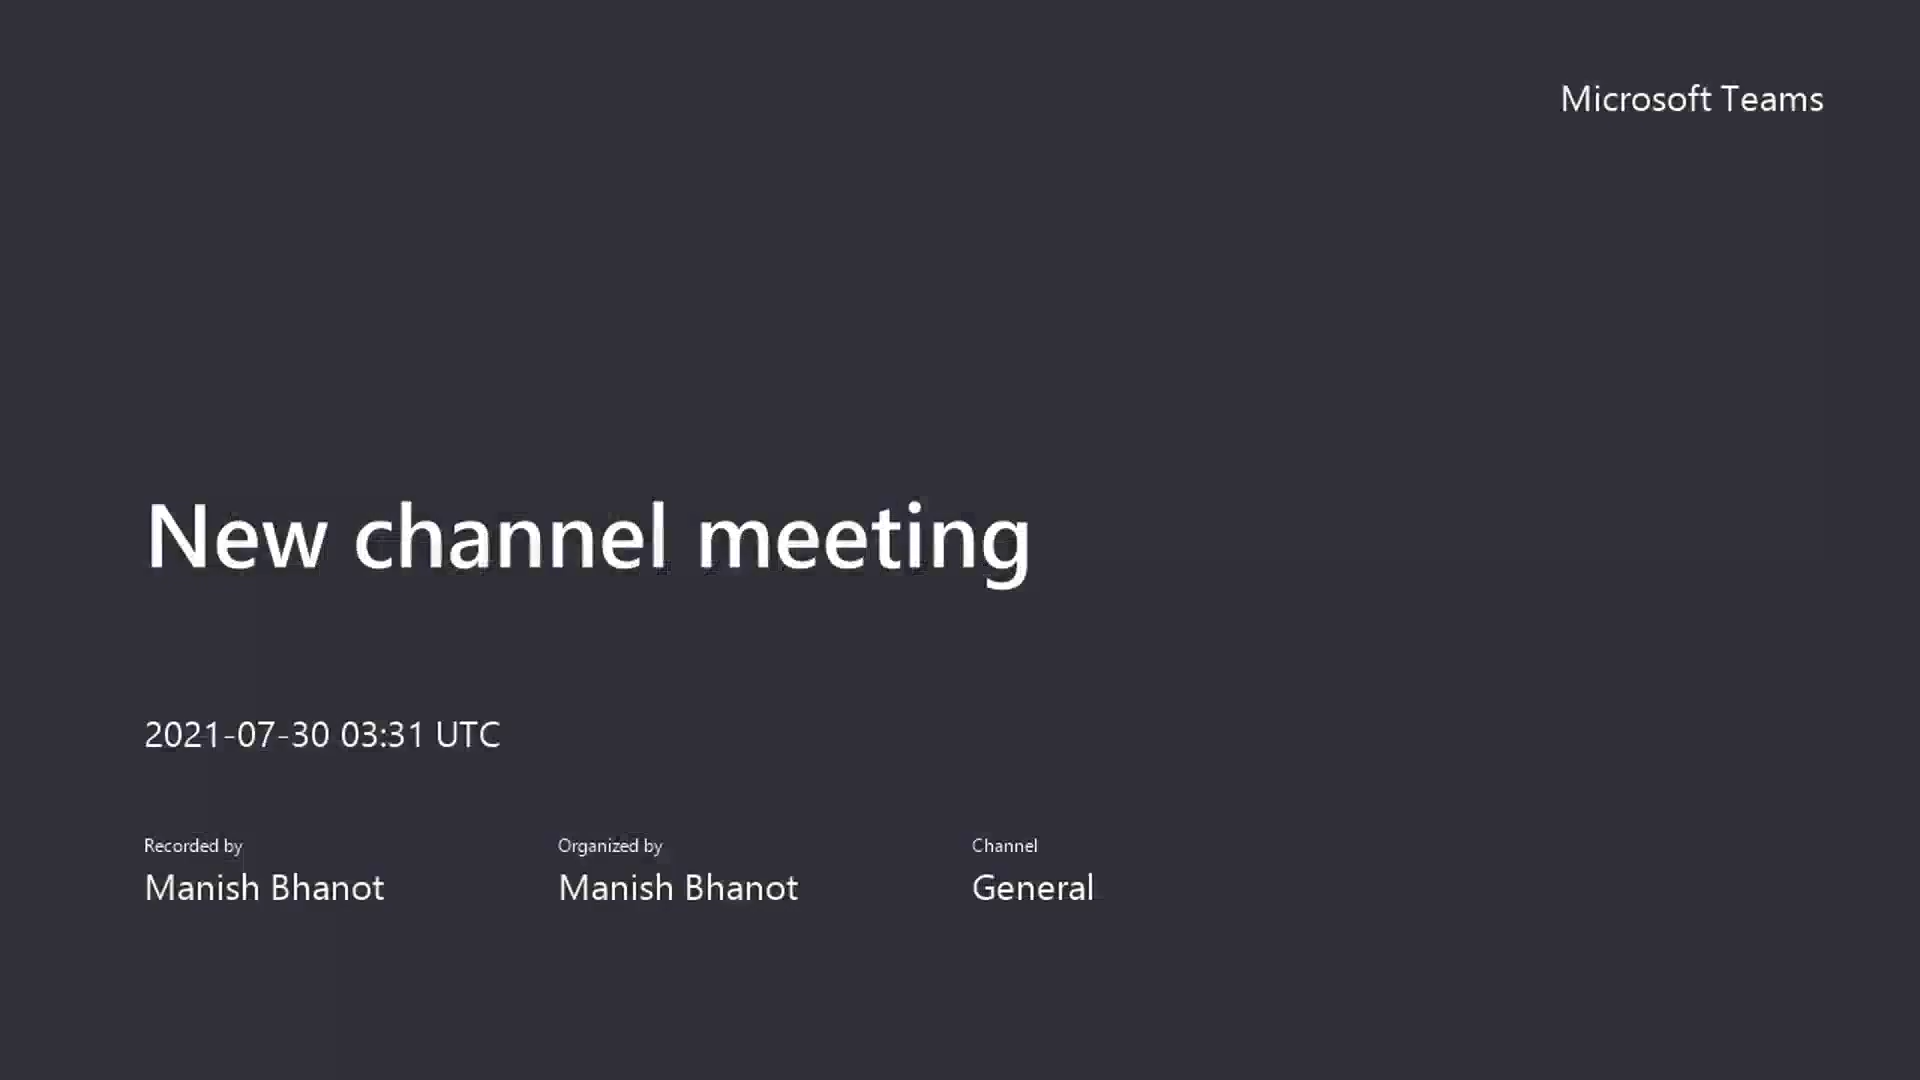 Microsoft Teams
New channel meeting
2021-07-30 03:31 UTC
Recorded by
Manish Bhanot
Organized by
Manish Bhanot
Channel
General